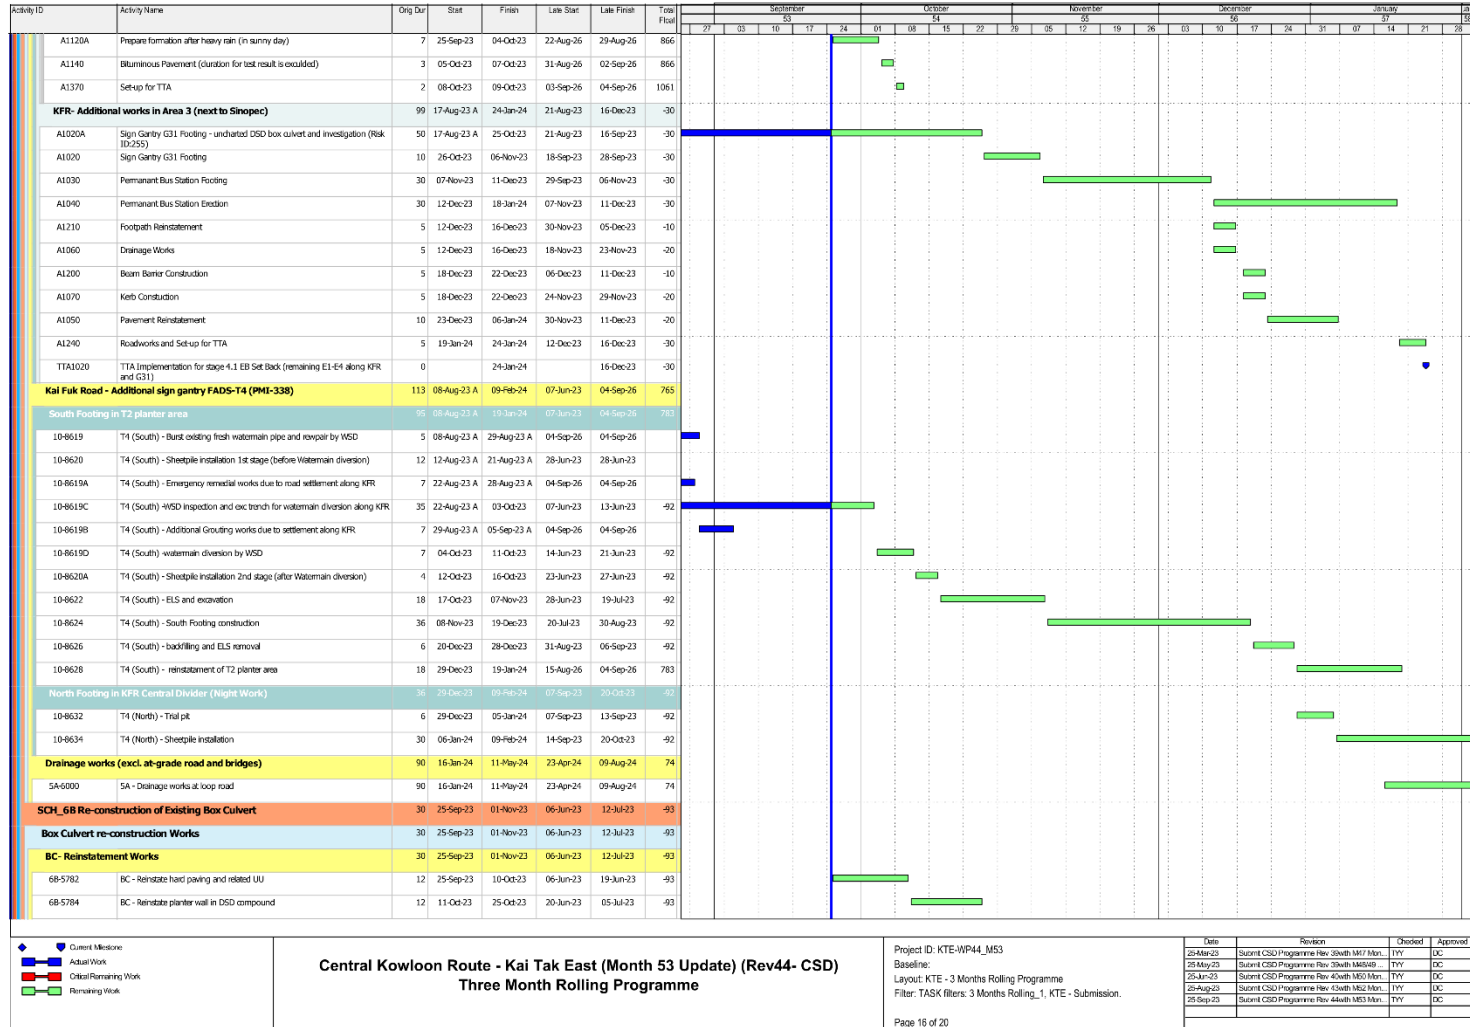 Activity ID Activity Name Orig Dur Start Finish Late Start Late Finish Total Float
September October November December January
53 54 55 56 57
27 03 10 17 24 01 08 15 22 29 05 12 19 26 03 10 17 24 31 07 14 21 28
A1120A Prepare formation after heavy rain (in sunny day) 7 25-Sep-23 04-Oct-23 22-Aug-26 29-Aug-26 866
A1140 Bituminous Pavement (duration for test result is exculded) 3 05-Oct-23 07-Oct-23 31-Aug-26 02-Sep-26 866
A1370 Set-up for TTA 2 08-Oct-23 09-Oct-23 03-Sep-26 04-Sep-26 1061
KFR- Additional works in Area 3 (next to Sinopec) 99 17-Aug-23 A 24-Jan-24 21-Aug-23 16-Dec-23 -30
A1020A Sign Gantry G31 Footing - uncharted DSD box culvert and investigation (Risk ID:255) 50 17-Aug-23 A 25-Oct-23 21-Aug-23 16-Sep-23 -30
A1020 Sign Gantry G31 Footing 10 26-Oct-23 06-Nov-23 18-Sep-23 28-Sep-23 -30
A1030 Permanant Bus Station Footing 30 07-Nov-23 11-Dec-23 29-Sep-23 06-Nov-23 -30
A1040 Permanant Bus Station Erection 30 12-Dec-23 18-Jan-24 07-Nov-23 11-Dec-23 -30
A1210 Footpath Reinstatement 5 12-Dec-23 16-Dec-23 30-Nov-23 05-Dec-23 -10
A1060 Drainage Works 5 12-Dec-23 16-Dec-23 18-Nov-23 23-Nov-23 -20
A1200 Beam Barrier Construction 5 18-Dec-23 22-Dec-23 06-Dec-23 11-Dec-23 -10
A1070 Kerb Constuction 5 18-Dec-23 22-Dec-23 24-Nov-23 29-Nov-23 -20
A1050 Pavement Reinstatement 10 23-Dec-23 06-Jan-24 30-Nov-23 11-Dec-23 -20
A1240 Roadworks and Set-up for TTA 5 19-Jan-24 24-Jan-24 12-Dec-23 16-Dec-23 -30
TTA1020 TTA Implementation for stage 4.1 EB Set Back (remaining E1-E4 along KFR and G31) 0 24-Jan-24 16-Dec-23 -30
Kai Fuk Road - Additional sign gantry FADS-T4 (PMI-338) 113 08-Aug-23 A 09-Feb-24 07-Jun-23 04-Sep-26 765
South Footing in T2 planter area 95 08-Aug-23 A 19-Jan-24 07-Jun-23 04-Sep-26 783
10-8619 T4 (South) - Burst existing fresh watermain pipe and rewpair by WSD 5 08-Aug-23 A 29-Aug-23 A 04-Sep-26 04-Sep-26
10-8620 T4 (South) - Sheetpile installation 1st stage (before Watermain diversion) 12 12-Aug-23 A 21-Aug-23 A 28-Jun-23 28-Jun-23
10-8619A T4 (South) - Emergency remedial works due to road settlement along KFR 7 22-Aug-23 A 28-Aug-23 A 04-Sep-26 04-Sep-26
10-8619C T4 (South) -WSD inspection and exc trench for watermain diversion along KFR 35 22-Aug-23 A 03-Oct-23 07-Jun-23 13-Jun-23 -92
10-8619B T4 (South) - Additional Grouting works due to settlement along KFR 7 29-Aug-23 A 05-Sep-23 A 04-Sep-26 04-Sep-26
10-8619D T4 (South) -watermain diversion by WSD 7 04-Oct-23 11-Oct-23 14-Jun-23 21-Jun-23 -92
10-8620A T4 (South) - Sheetpile installation 2nd stage (after Watermain diversion) 4 12-Oct-23 16-Oct-23 23-Jun-23 27-Jun-23 -92
10-8622 T4 (South) - ELS and excavation 18 17-Oct-23 07-Nov-23 28-Jun-23 19-Jul-23 -92
10-8624 T4 (South) - South Footing construction 36 08-Nov-23 19-Dec-23 20-Jul-23 30-Aug-23 -92
10-8626 T4 (South) - backfilling and ELS removal 6 20-Dec-23 28-Dec-23 31-Aug-23 06-Sep-23 -92
10-8628 T4 (South) - reinstatament of T2 planter area 18 29-Dec-23 19-Jan-24 15-Aug-26 04-Sep-26 783
North Footing in KFR Central Divider (Night Work) 36 29-Dec-23 09-Feb-24 07-Sep-23 20-Oct-23 -92
10-8632 T4 (North) - Trial pit 6 29-Dec-23 05-Jan-24 07-Sep-23 13-Sep-23 -92
10-8634 T4 (North) - Sheetpile installation 30 06-Jan-24 09-Feb-24 14-Sep-23 20-Oct-23 -92
Drainage works (excl. at-grade road and bridges) 90 16-Jan-24 11-May-24 23-Apr-24 09-Aug-24 74
5A-6000 5A - Drainage works at loop road 90 16-Jan-24 11-May-24 23-Apr-24 09-Aug-24 74
SCH_6B Re-construction of Existing Box Culvert 30 25-Sep-23 01-Nov-23 06-Jun-23 12-Jul-23 -93
Box Culvert re-construction Works 30 25-Sep-23 01-Nov-23 06-Jun-23 12-Jul-23 -93
BC- Reinstatement Works 30 25-Sep-23 01-Nov-23 06-Jun-23 12-Jul-23 -93
6B-5782 BC - Reinstate hard paving and related UU 12 25-Sep-23 10-Oct-23 06-Jun-23 19-Jun-23 -93
6B-5784 BC - Reinstate planter wall in DSD compound 12 11-Oct-23 25-Oct-23 20-Jun-23 05-Jul-23 -93
Current Milestone
Actual Work
Critical Remaining Work
Remaining Work
Central Kowloon Route - Kai Tak East (Month 53 Update) (Rev44- CSD)
Three Month Rolling Programme
Project ID: KTE-WP44_M53
Baseline:
Layout: KTE - 3 Months Rolling Programme
Filter: TASK filters: 3 Months Rolling_1, KTE - Submission.
Page 16 of 20
Date Revision Checked Approved
25-Mar-23 Submit CSD Programme Rev 39with M47 Mon... TYY DC
25-May-23 Submit CSD Programme Rev 39with M48/49 ... TYY DC
25-Jun-23 Submit CSD Programme Rev 40with M50 Mon... TYY DC
25-Aug-23 Submit CSD Programme Rev 43with M52 Mon... TYY DC
25-Sep-23 Submit CSD Programme Rev 44with M53 Mon... TYY DC